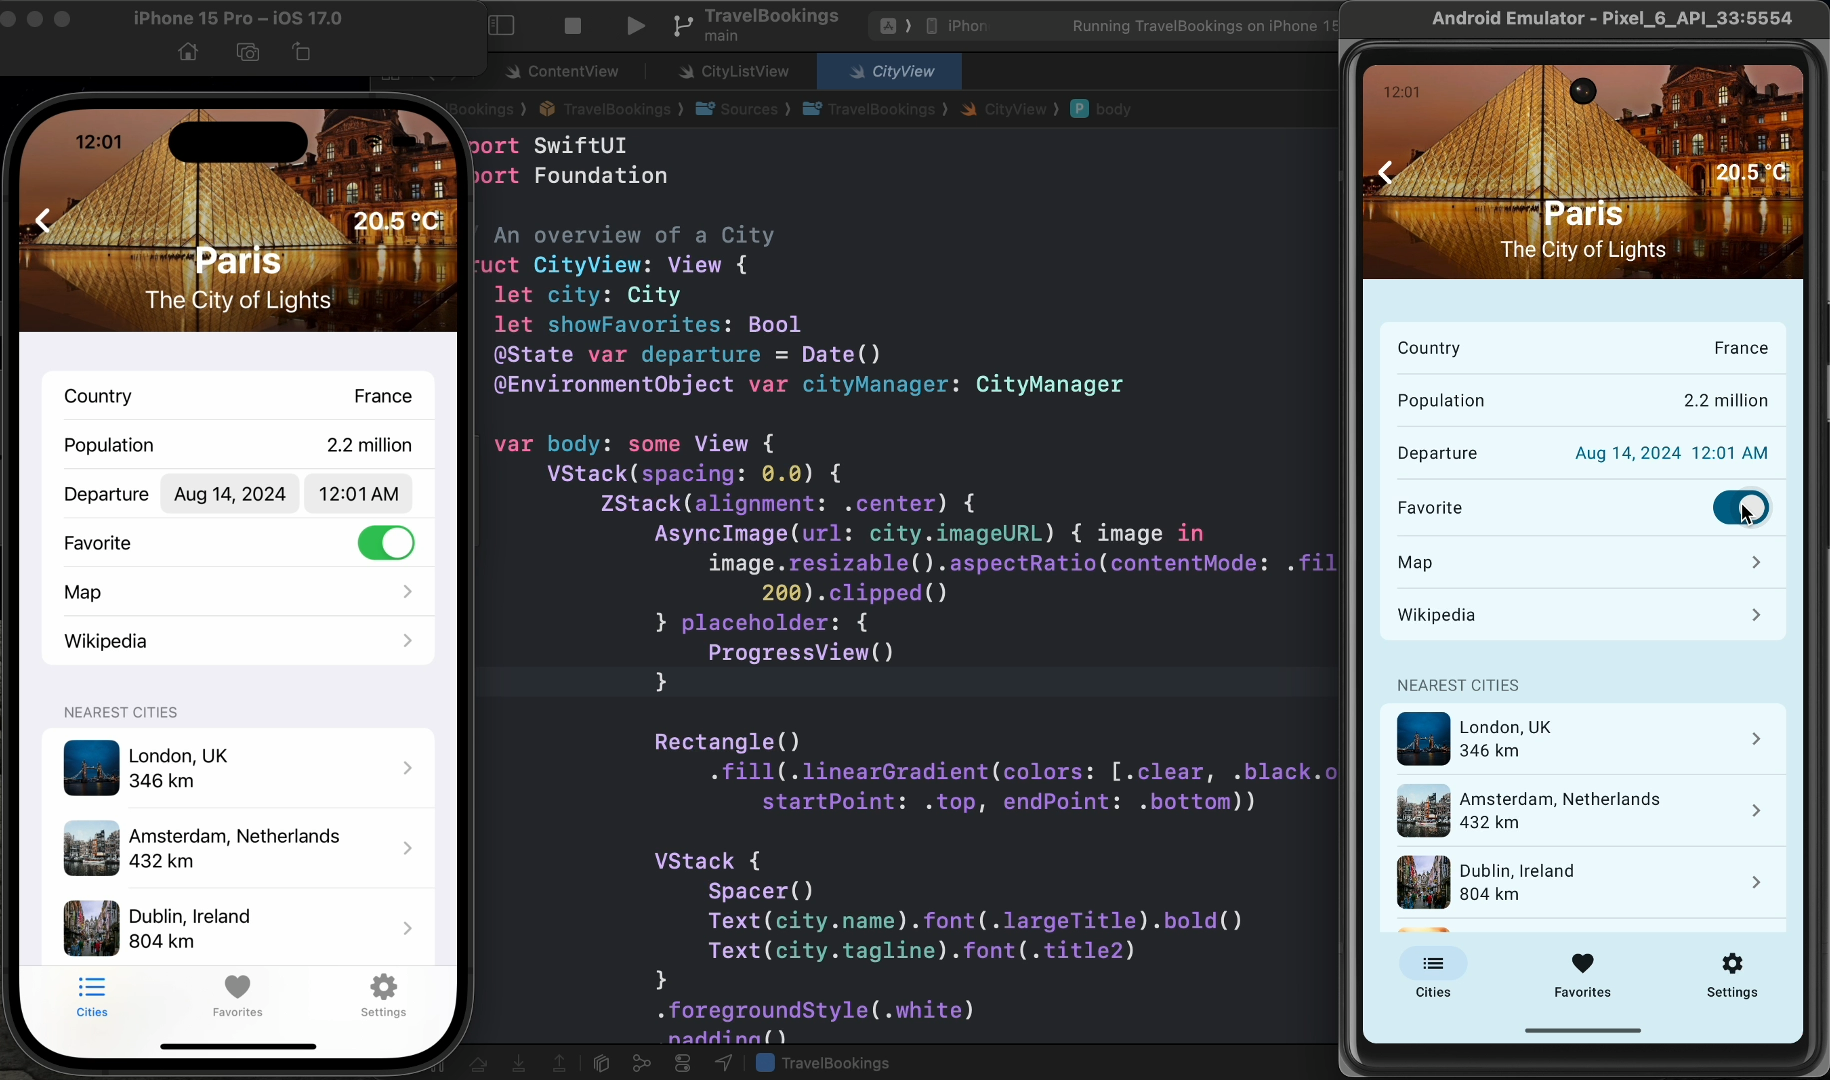 iPhone 15 Pro – iOS 17.0
12:01
20.5 °C
Paris
The City of Lights
Country France
Population 2.2 million
Departure Aug 14, 2024 12:01 AM
Favorite
Map
Wikipedia
NEAREST CITIES
London, UK
346 km
Amsterdam, Netherlands
432 km
Dublin, Ireland
804 km
Cities
Favorites
Settings
TravelBookings
main
iPhon
Running TravelBookings on iPhone 15
ContentView
CityListView
CityView
lBookings 〉 TravelBookings 〉 Sources 〉 TravelBookings 〉 CityView 〉 P body
port SwiftUI
port Foundation
/ An overview of a City
ruct CityView: View {
let city: City
let showFavorites: Bool
@State var departure = Date()
@EnvironmentObject var cityManager: CityManager
var body: some View {
VStack(spacing: 0.0) {
ZStack(alignment: .center) {
AsyncImage(url: city.imageURL) { image in
image.resizable().aspectRatio(contentMode: .fil
200).clipped()
} placeholder: {
ProgressView()
}
Rectangle()
.fill(.linearGradient(colors: [.clear, .black.o
startPoint: .top, endPoint: .bottom))
VStack {
Spacer()
Text(city.name).font(.largeTitle).bold()
Text(city.tagline).font(.title2)
}
.foregroundStyle(.white)
.padding()
TravelBookings
Android Emulator - Pixel_6_API_33:5554
12:01
20.5 °C
Paris
The City of Lights
Country France
Population 2.2 million
Departure Aug 14, 2024 12:01 AM
Favorite
Map
Wikipedia
NEAREST CITIES
London, UK
346 km
Amsterdam, Netherlands
432 km
Dublin, Ireland
804 km
Cities
Favorites
Settings